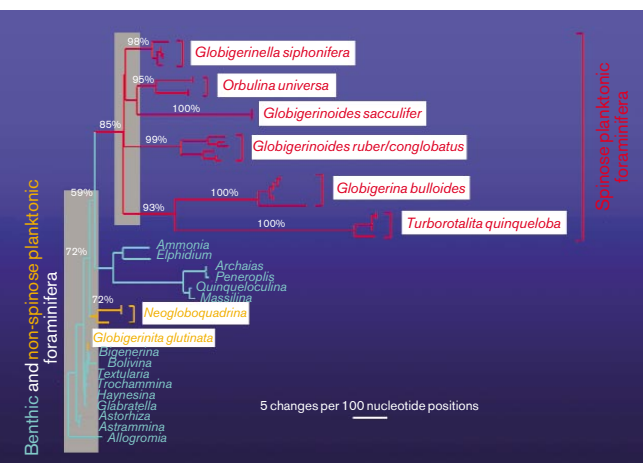 98%
Globigerinella siphonifera
95%
Orbulina universa
100%
Globigerinoides sacculifer
85%
99%
Globigerinoides ruber/conglobatus
59%
100%
Globigerina bulloides
93%
100%
Turborotalita quinqueloba
Spinose planktonic
foraminifera
72%
Ammonia
Elphidium
Archaias
Peneroplis
Quinqueloculina
Massilina
72%
Neogloboquadrina
Globigerinita glutinata
Bigenerina
Bolivina
Textularia
Trochammina
Haynesina
Glabratella
Astorhiza
Astrammina
Allogromia
Benthic and non-spinose planktonic
foraminifera
5 changes per 100 nucleotide positions